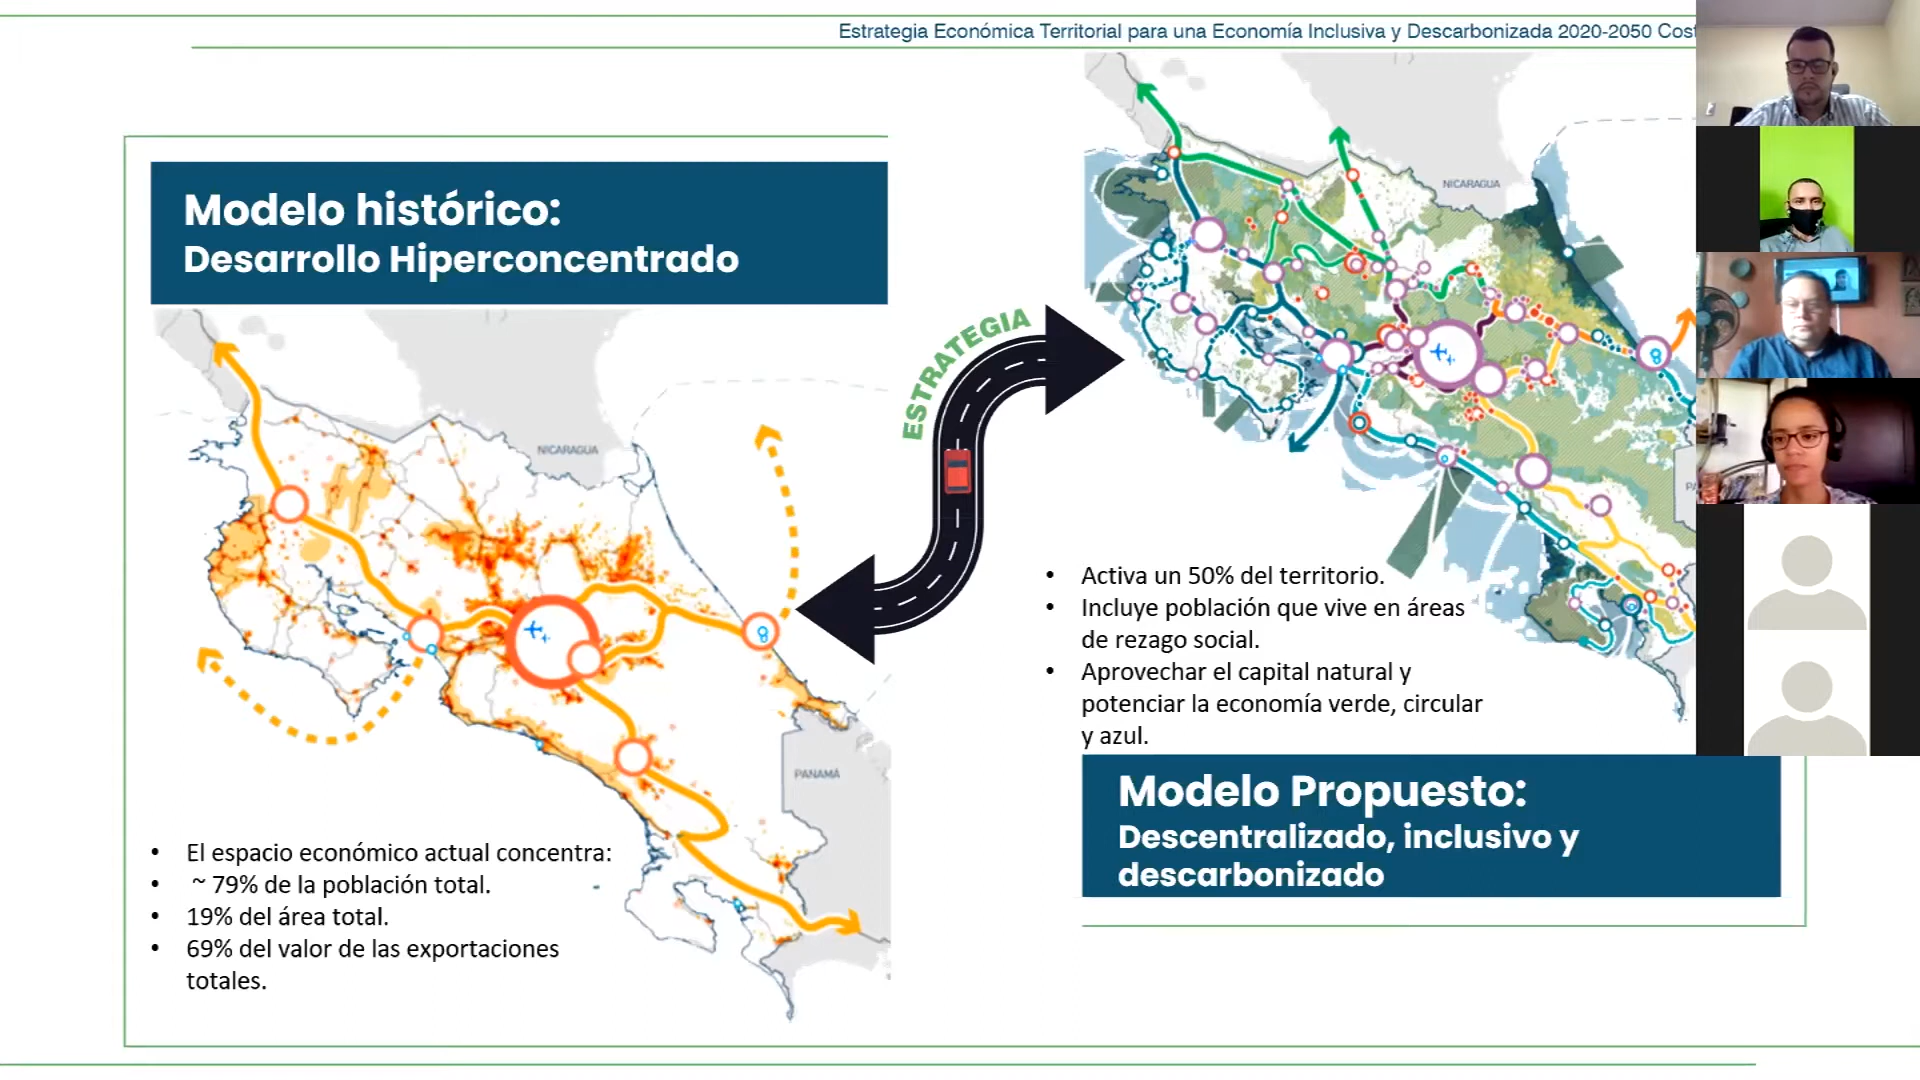 Estrategia Económica Territorial para una Economía Inclusiva y Descarbonizada 2020-2050
Modelo histórico:
Desarrollo Hiperconcentrado
NICARAGUA
PANAMÁ
• El espacio económico actual concentra:
• ~ 79% de la población total.
• 19% del área total.
• 69% del valor de las exportaciones
totales.
ESTRATEGIA
NICARAGUA
• Activa un 50% del territorio.
• Incluye población que vive en áreas
de rezago social.
• Aprovechar el capital natural y
potenciar la economía verde, circular
y azul.
Modelo Propuesto:
Descentralizado, inclusivo y
descarbonizado